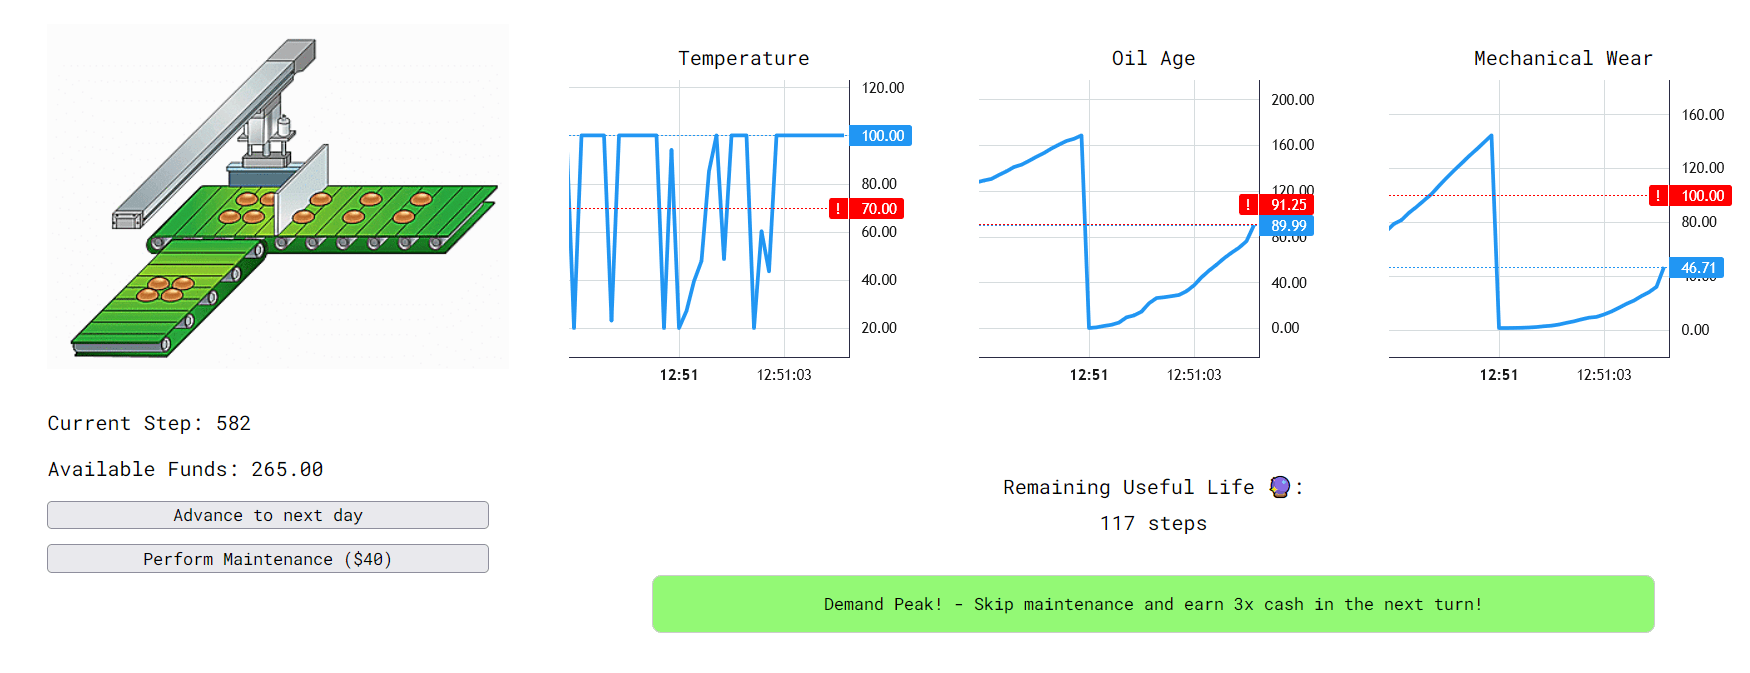 Temperature
120.00
100.00
80.00
! 70.00
60.00
40.00
20.00
12:51 12:51:03
Oil Age
200.00
160.00
120.00
! 91.25
89.99
80.00
40.00
0.00
12:51 12:51:03
Mechanical Wear
160.00
120.00
! 100.00
80.00
46.71
40.00
0.00
12:51 12:51:03
Current Step: 582
Available Funds: 265.00
Advance to next day
Perform Maintenance ($40)
Remaining Useful Life 🔮:
117 steps
Demand Peak! - Skip maintenance and earn 3x cash in the next turn!